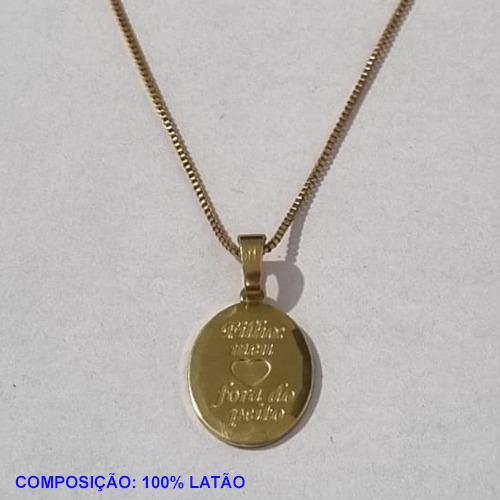 Filho:
meu
fora do
peito
COMPOSIÇÃO: 100% LATÃO